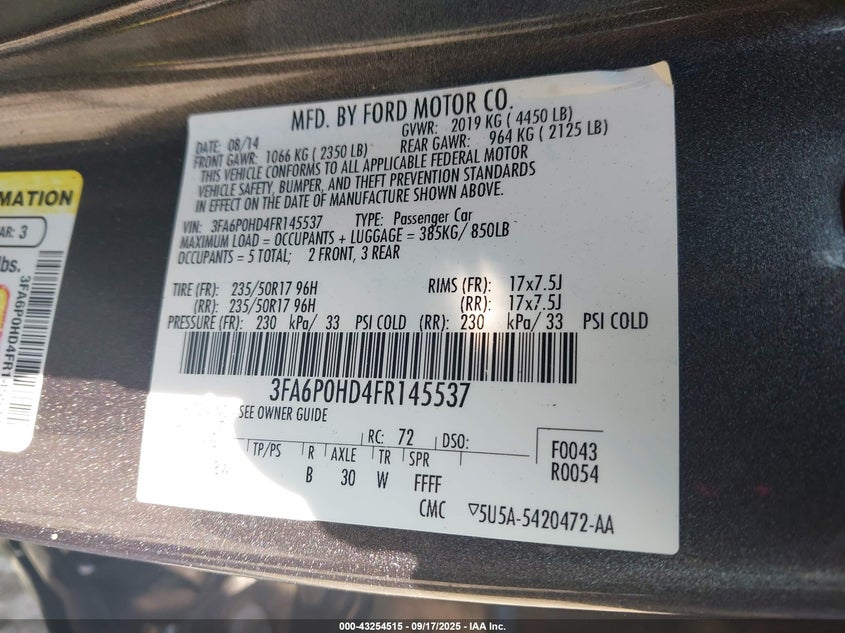 MFD. BY FORD MOTOR CO.
DATE: 08/14 GVWR: 2019 KG ( 4450 LB)
FRONT GAWR: 1066 KG ( 2350 LB) REAR GAWR: 964 KG ( 2125 LB)
THIS VEHICLE CONFORMS TO ALL APPLICABLE FEDERAL MOTOR
VEHICLE SAFETY, BUMPER, AND THEFT PREVENTION STANDARDS
IN EFFECT ON THE DATE OF MANUFACTURE SHOWN ABOVE.
VIN: 3FA6P0HD4FR145537 TYPE: Passenger Car
MAXIMUM LOAD = OCCUPANTS + LUGGAGE = 385KG/ 850LB
OCCUPANTS = 5 TOTAL; 2 FRONT, 3 REAR
TIRE (FR): 235/50R17 96H RIMS (FR): 17x7.5J
(RR): 235/50R17 96H (RR): 17x7.5J
PRESSURE (FR): 230 kPa/ 33 PSI COLD (RR): 230 kPa/ 33 PSI COLD
3FA6P0HD4FR145537
SEE OWNER GUIDE
RC: 72 DSO:
TP/PS R AXLE TR SPR
B 30 W FFFF
F0043
R0054
CMC ▽5U5A-5420472-AA
MATION
AR: 3
lbs.
3FA6P0HD4FR1
000-43254515 - 09/17/2025 - IAA Inc.